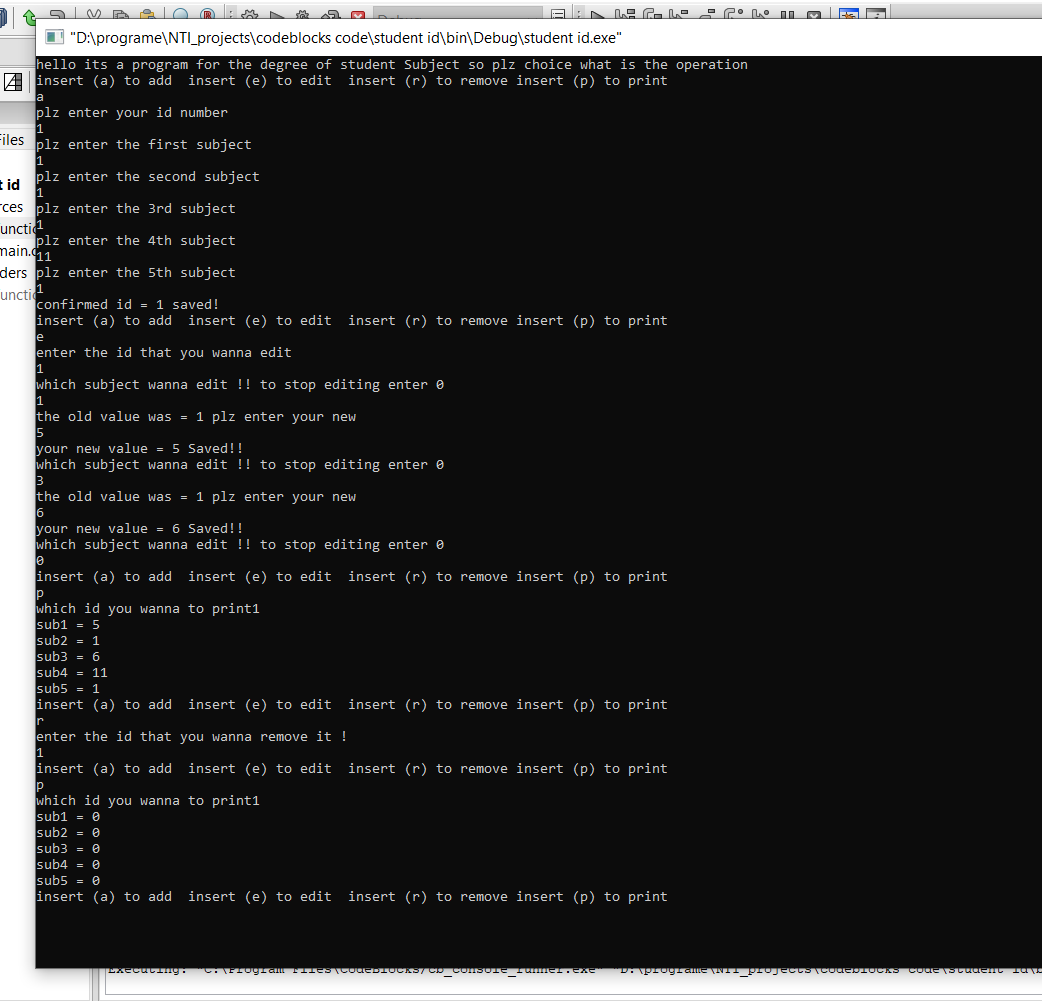 Debug
"D:\programe\NTI_projects\codeblocks code\student id\bin\Debug\student id.exe"
hello its a program for the degree of student Subject so plz choice what is the operation
insert (a) to add  insert (e) to edit  insert (r) to remove insert (p) to print
a
plz enter your id number
1
plz enter the first subject
1
plz enter the second subject
1
plz enter the 3rd subject
1
plz enter the 4th subject
11
plz enter the 5th subject
1
confirmed id = 1 saved!
insert (a) to add  insert (e) to edit  insert (r) to remove insert (p) to print
e
enter the id that you wanna edit
1
which subject wanna edit !! to stop editing enter 0
1
the old value was = 1 plz enter your new
5
your new value = 5 Saved!!
which subject wanna edit !! to stop editing enter 0
3
the old value was = 1 plz enter your new
6
your new value = 6 Saved!!
which subject wanna edit !! to stop editing enter 0
0
insert (a) to add  insert (e) to edit  insert (r) to remove insert (p) to print
p
which id you wanna to print1
sub1 = 5
sub2 = 1
sub3 = 6
sub4 = 11
sub5 = 1
insert (a) to add  insert (e) to edit  insert (r) to remove insert (p) to print
r
enter the id that you wanna remove it !
1
insert (a) to add  insert (e) to edit  insert (r) to remove insert (p) to print
p
which id you wanna to print1
sub1 = 0
sub2 = 0
sub3 = 0
sub4 = 0
sub5 = 0
insert (a) to add  insert (e) to edit  insert (r) to remove insert (p) to print
iles
t id
rces
uncti
main.c
ders
uncti
Executing: "C:\Program Files\CodeBlocks/cb_console_runner.exe" "D:\programe\NTI_projects\codeblocks code\student id\b